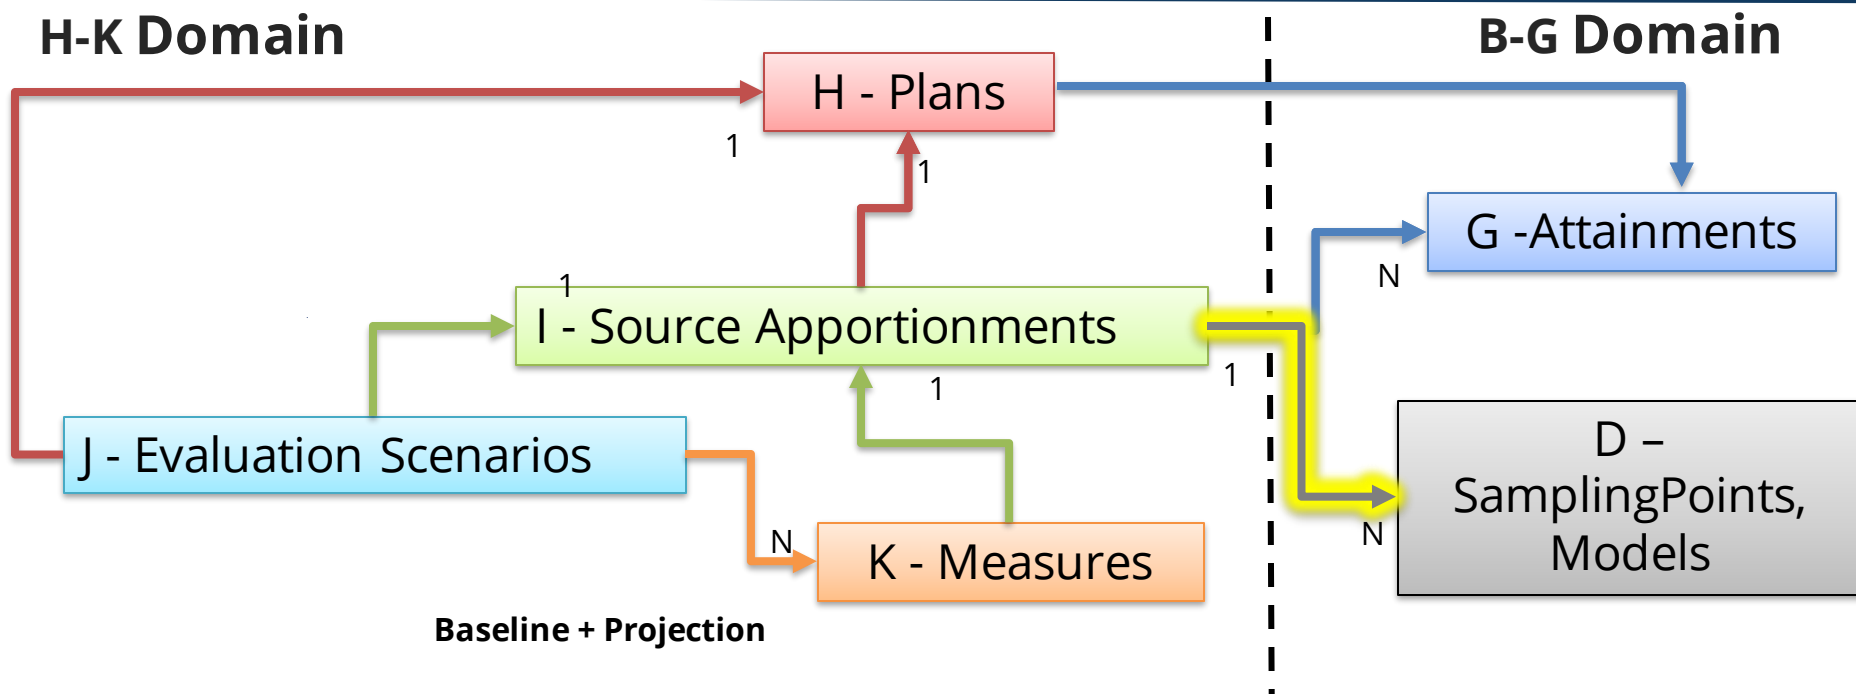 H-K Domain
B-G Domain
H - Plans
1
1
G -Attainments
N
1
I - Source Apportionments
1
1
J - Evaluation Scenarios
D –
SamplingPoints,
Models
N
N
K - Measures
Baseline + Projection